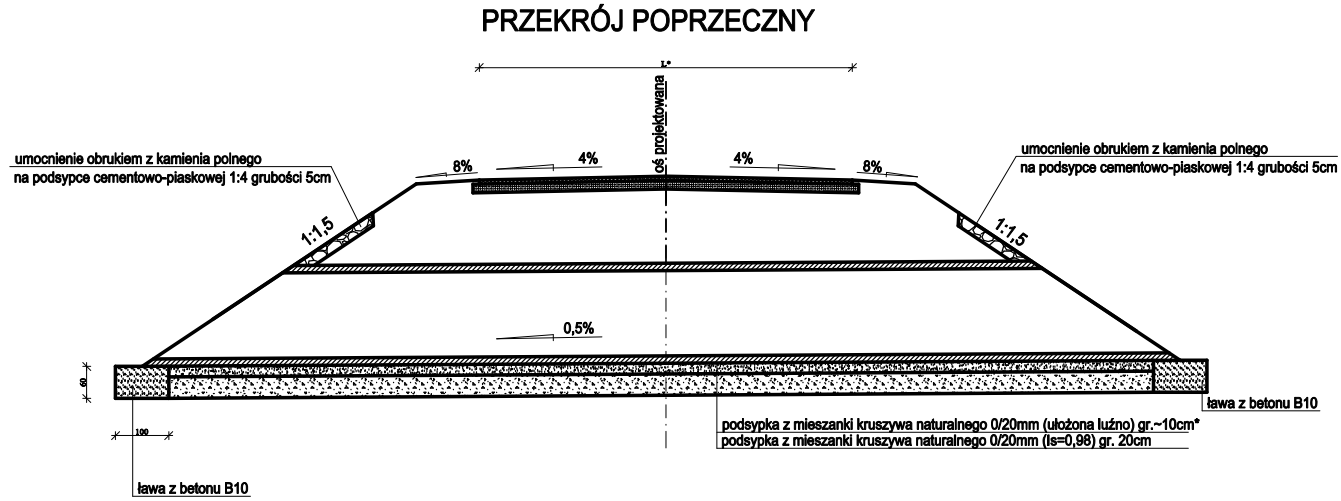 PRZEKRÓJ POPRZECZNY
L*
oś projektowana
umocnienie obrukiem z kamienia polnego
na podsypce cementowo-piaskowej 1:4 grubości 5cm
8%
4%
4%
8%
umocnienie obrukiem z kamienia polnego
na podsypce cementowo-piaskowej 1:4 grubości 5cm
1:1,5
1:1,5
0,5%
60
100
ława z betonu B10
podsypka z mieszanki kruszywa naturalnego 0/20mm (ułożona luźno) gr.~10cm*
podsypka z mieszanki kruszywa naturalnego 0/20mm (Is=0,98) gr. 20cm
ława z betonu B10